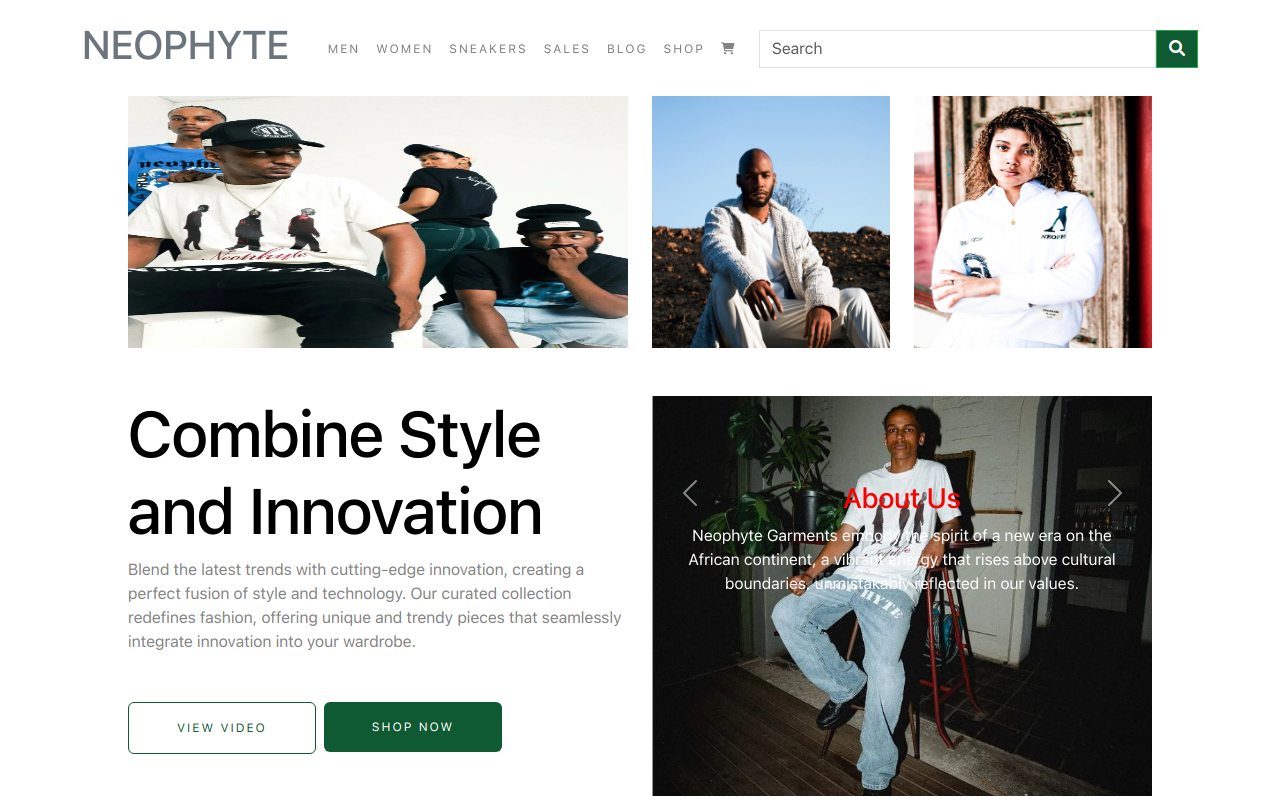 NEOPHYTE
MEN WOMEN SNEAKERS SALES BLOG SHOP
Search
Neophyte
NEOPHYTE
Combine Style
and Innovation
Blend the latest trends with cutting-edge innovation, creating a
perfect fusion of style and technology. Our curated collection
redefines fashion, offering unique and trendy pieces that seamlessly
integrate innovation into your wardrobe.
VIEW VIDEO SHOP NOW
About Us
Neophyte Garments embody the spirit of a new era on the
African continent, a vibrant energy that rises above cultural
boundaries, unmistakably reflected in our values.